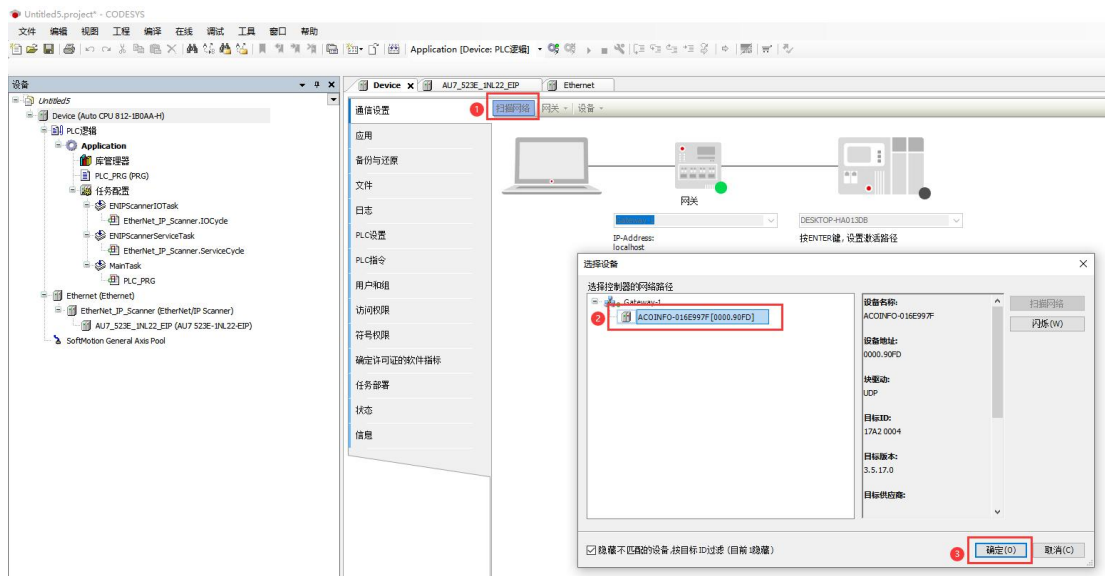 Untitled5.project* - CODESYS
文件 编辑 视图 工程 编译 在线 调试 工具 窗口 帮助
Application [Device: PLC逻辑]
设备
Untitled5
Device (Auto CPU 812-1B0AA-H)
PLC逻辑
Application
库管理器
PLC_PRG (PRG)
任务配置
ENIPScannerIOTask
EtherNet_IP_Scanner.IOCycle
ENIPScannerServiceTask
EtherNet_IP_Scanner.ServiceCycle
MainTask
PLC_PRG
Ethernet (Ethernet)
EtherNet_IP_Scanner (EtherNet/IP Scanner)
AU7_523E_1NL22_EIP (AU7 523E-1NL22-EIP)
SoftMotion General Axis Pool
Device AU7_523E_1NL22_EIP Ethernet
通信设置
应用
备份与还原
文件
日志
PLC设置
PLC指令
用户和组
访问权限
符号权限
确定许可证的软件指标
任务部署
状态
信息
1 扫描网络 网关 设备
网关
DESKTOP-HA013DB
IP-Address:
localhost
按ENTER键, 设置激活路径
选择设备
选择控制器的网络路径
Gateway-1
2 ACOINFO-016E997F [0000.90FD]
设备名称:
ACOINFO-016E997F
设备地址:
0000.90FD
块驱动:
UDP
目标ID:
17A2 0004
目标版本:
3.5.17.0
目标供应商:
扫描网络
闪烁(W)
隐藏不匹配的设备,按目标ID过滤 (目前 1隐藏)
3 确定(O) 取消(C)